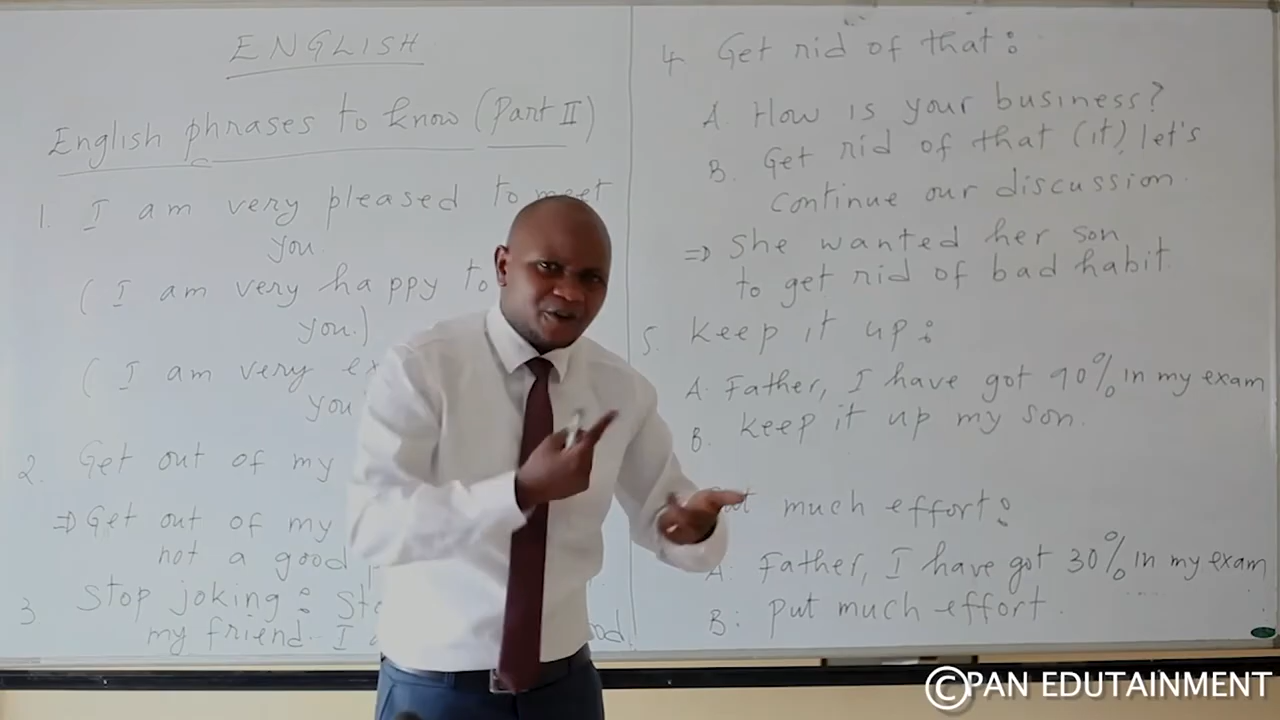 ENGLISH
English phrases to know (Part II)
1. I am very pleased to meet
you.
(I am very happy to
you.)
(I am very
you
2. Get out of my
⇒ Get out of my
not a good
3 Stop joking:
my friend. I
4. Get rid of that:
A. How is your business?
B. Get rid of that (it), let's
continue our discussion.
⇒ She wanted her son
to get rid of bad habit.
5. Keep it up:
A. Father, I have got 90% in my exam
B. Keep it up my son.
much effort:
A. Father, I have got 30% in my exam
B: Put much effort.
©PAN EDUTAINMENT